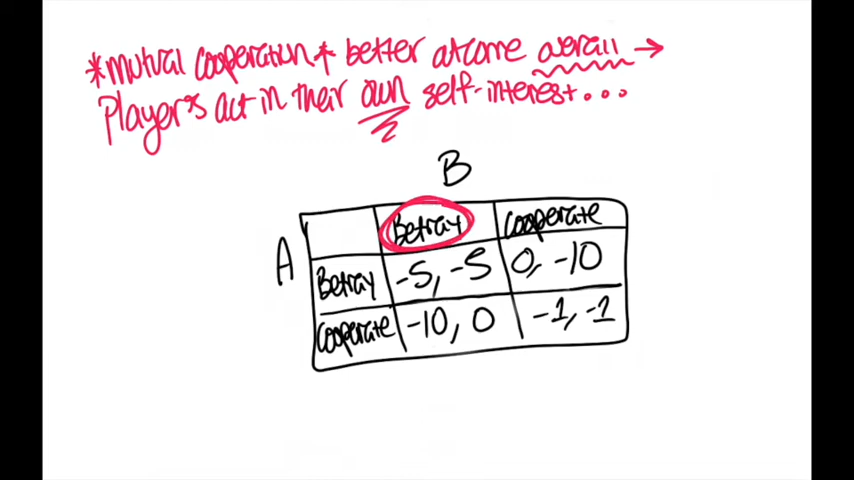 *mutual cooperation ↑ better outcome overall →
Players act in their own self-interest...
B
Betray cooperate
A
Betray -5, -5 0, -10
cooperate -10, 0 -1, -1